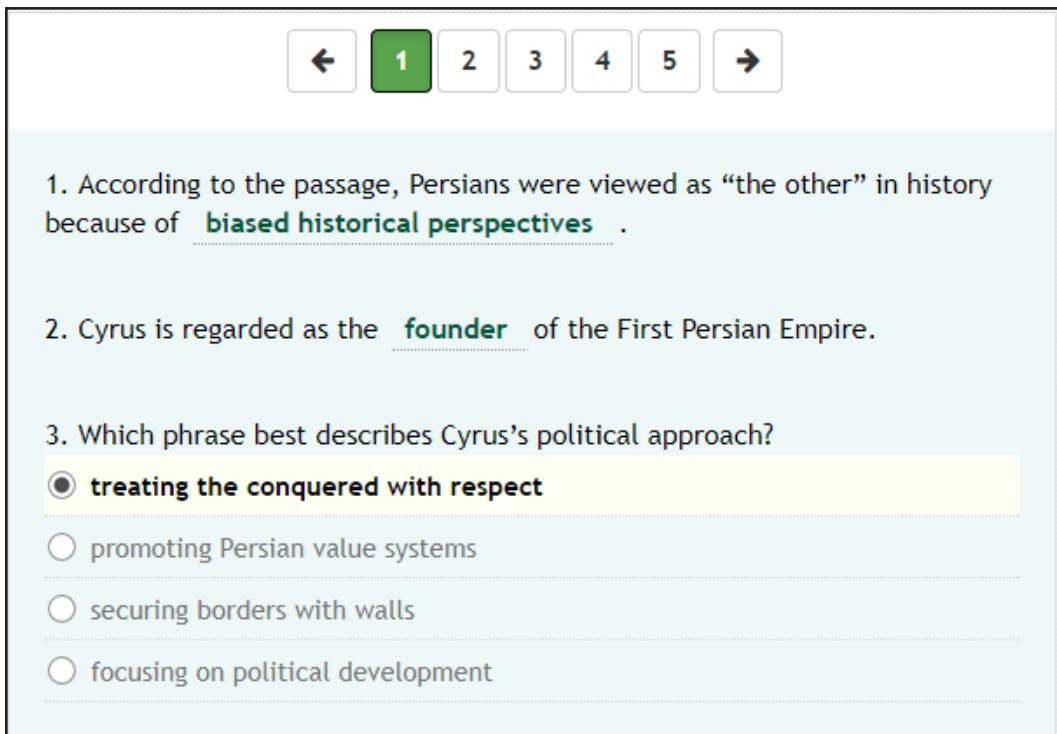 ← 1 2 3 4 5 →
1. According to the passage, Persians were viewed as “the other” in history
because of biased historical perspectives .
2. Cyrus is regarded as the founder of the First Persian Empire.
3. Which phrase best describes Cyrus’s political approach?
treating the conquered with respect
promoting Persian value systems
securing borders with walls
focusing on political development